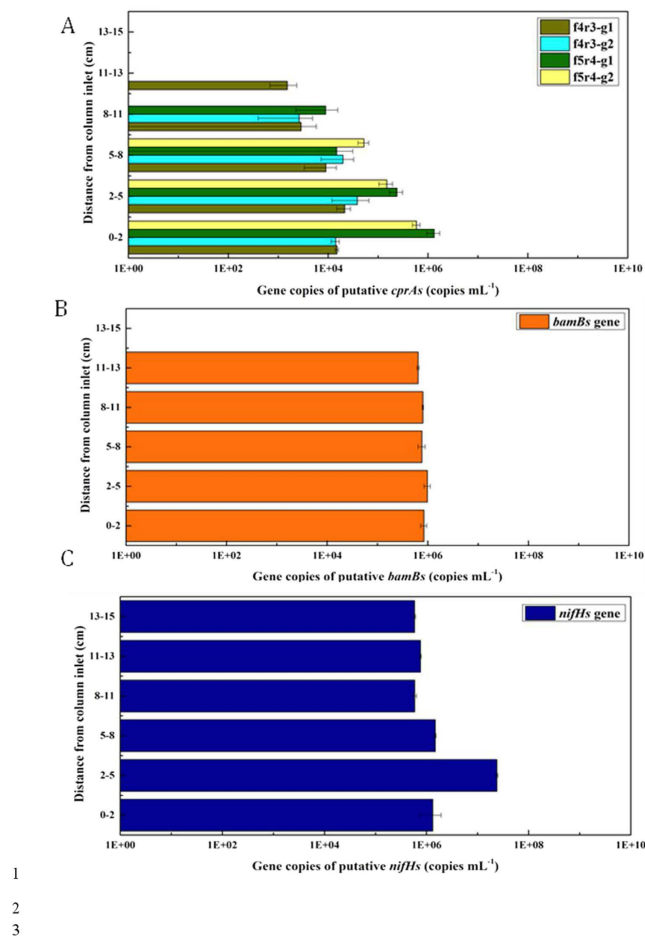 A
f4r3-g1
f4r3-g2
f5r4-g1
f5r4-g2
Distance from column inlet (cm)
13-15
11-13
8-11
5-8
2-5
0-2
1E+00 1E+02 1E+04 1E+06 1E+08 1E+10
Gene copies of putative cprAs (copies mL⁻¹)
B
bamBs gene
Distance from column inlet (cm)
13-15
11-13
8-11
5-8
2-5
0-2
1E+00 1E+02 1E+04 1E+06 1E+08 1E+10
Gene copies of putative bamBs (copies mL⁻¹)
C
nifHs gene
Distance from column inlet (cm)
13-15
11-13
8-11
5-8
2-5
0-2
1E+00 1E+02 1E+04 1E+06 1E+08 1E+10
Gene copies of putative nifHs (copies mL⁻¹)
1
2
3